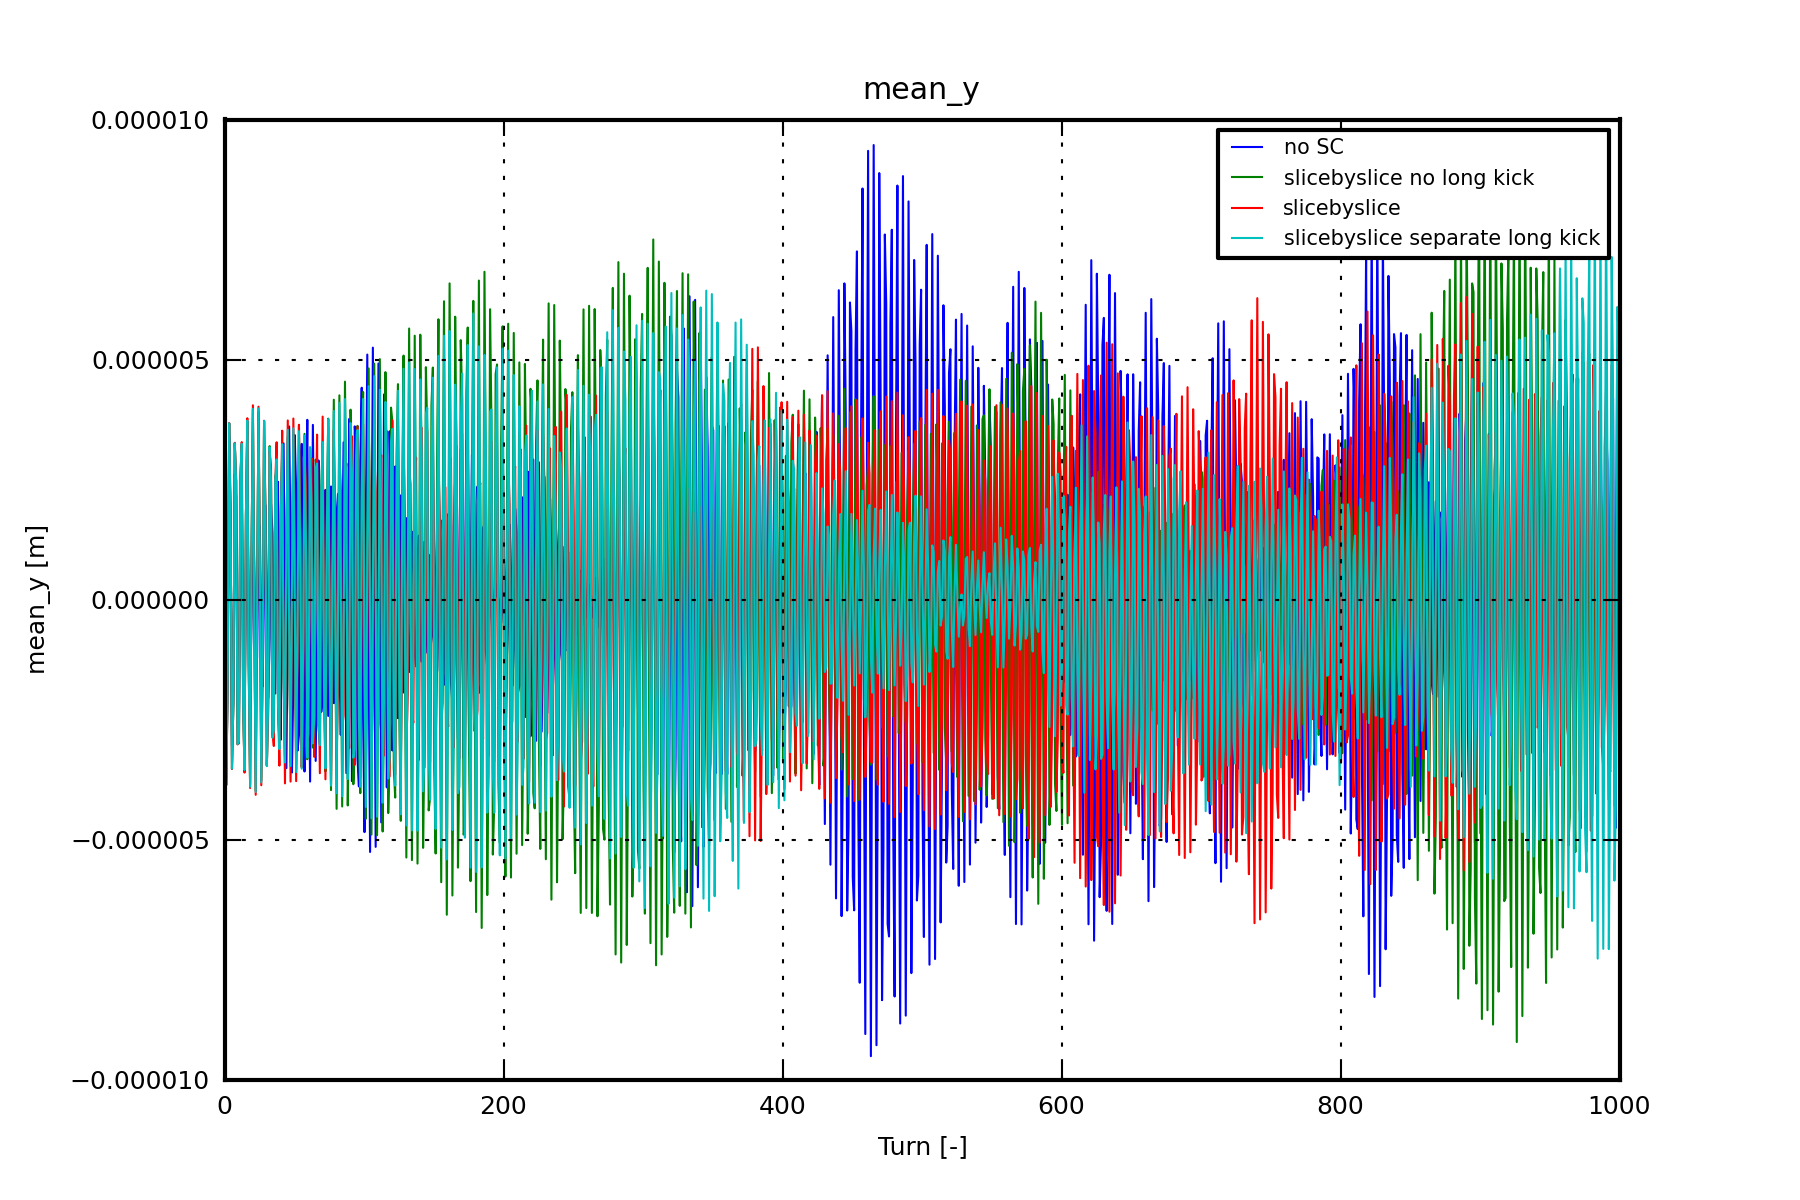 mean_y
0.000010
0.000005
0.000000
−0.000005
−0.000010
mean_y [m]
no SC
slicebyslice no long kick
slicebyslice
slicebyslice separate long kick
0 200 400 600 800 1000
Turn [-]